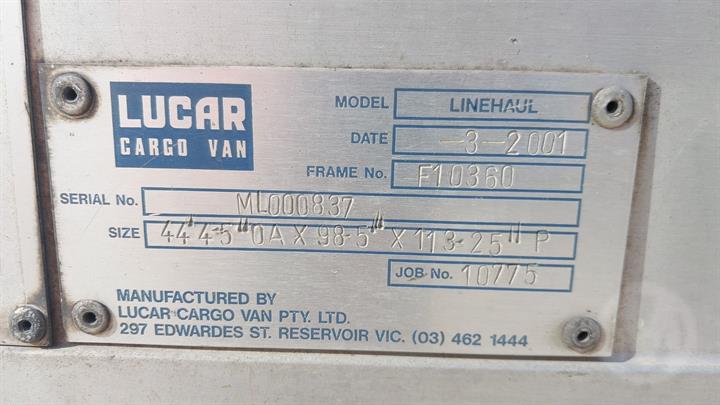 LUCAR
CARGO VAN
MODEL LINEHAUL
DATE -3-2001
FRAME No. F10360
SERIAL No. ML000837
SIZE 44'4-5"OA X 98-5" X 113-25" P
JOB No. 10775
MANUFACTURED BY
LUCAR CARGO VAN PTY. LTD.
297 EDWARDES ST. RESERVOIR VIC. (03) 462 1444